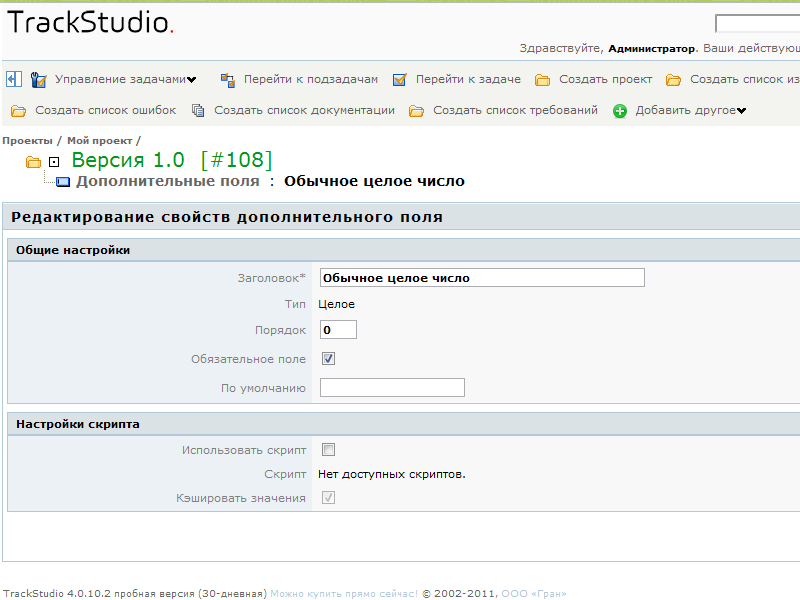 TrackStudio.
Здравствуйте, Администратор. Ваши действую
Управление задачами Перейти к подзадачам Перейти к задаче Создать проект Создать список из
Создать список ошибок Создать список документации Создать список требований Добавить другое
Проекты / Мой проект /
Версия 1.0 [#108]
Дополнительные поля : Обычное целое число
Редактирование свойств дополнительного поля
Общие настройки
Заголовок* Обычное целое число
Тип Целое
Порядок 0
Обязательное поле
По умолчанию
Настройки скрипта
Использовать скрипт
Скрипт Нет доступных скриптов.
Кэшировать значения
TrackStudio 4.0.10.2 пробная версия (30-дневная) Можно купить прямо сейчас! © 2002-2011, ООО «Гран»